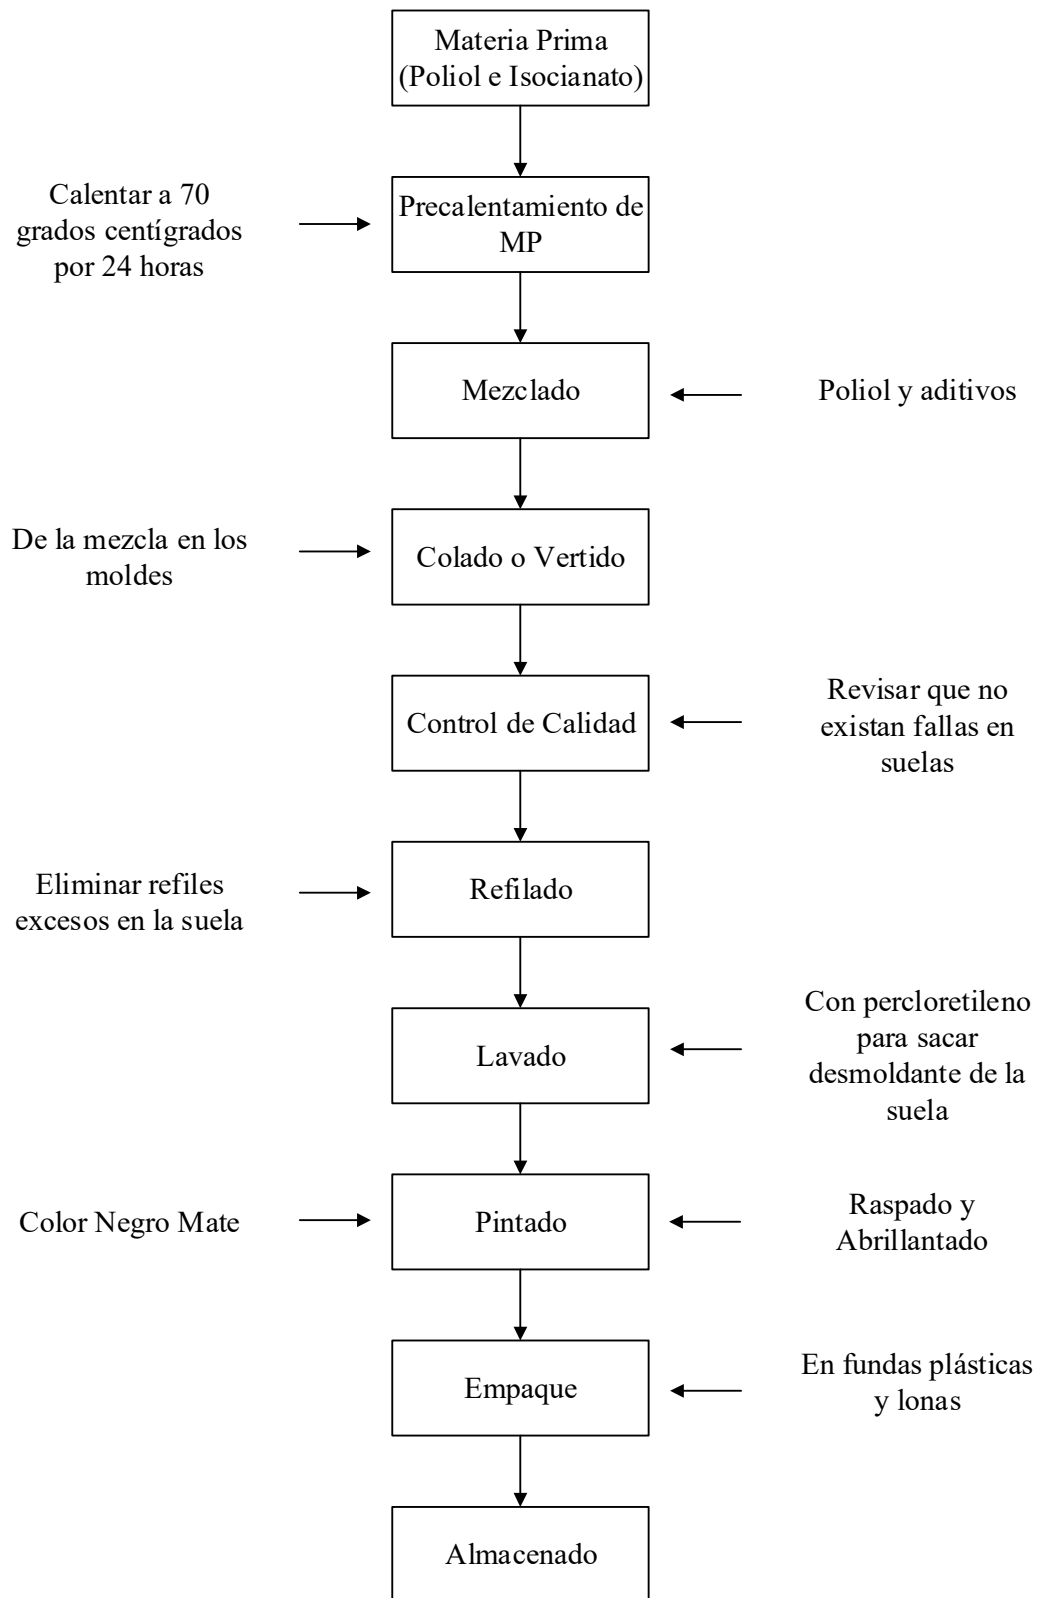 Materia Prima
(Poliol e Isocianato)
Calentar a 70
grados centígrados
por 24 horas
Precalentamiento de
MP
Mezclado
Poliol y aditivos
De la mezcla en los
moldes
Colado o Vertido
Control de Calidad
Revisar que no
existan fallas en
suelas
Eliminar refiles
excesos en la suela
Refilado
Lavado
Con percloretileno
para sacar
desmoldante de la
suela
Color Negro Mate
Pintado
Raspado y
Abrillantado
Empaque
En fundas plásticas
y lonas
Almacenado